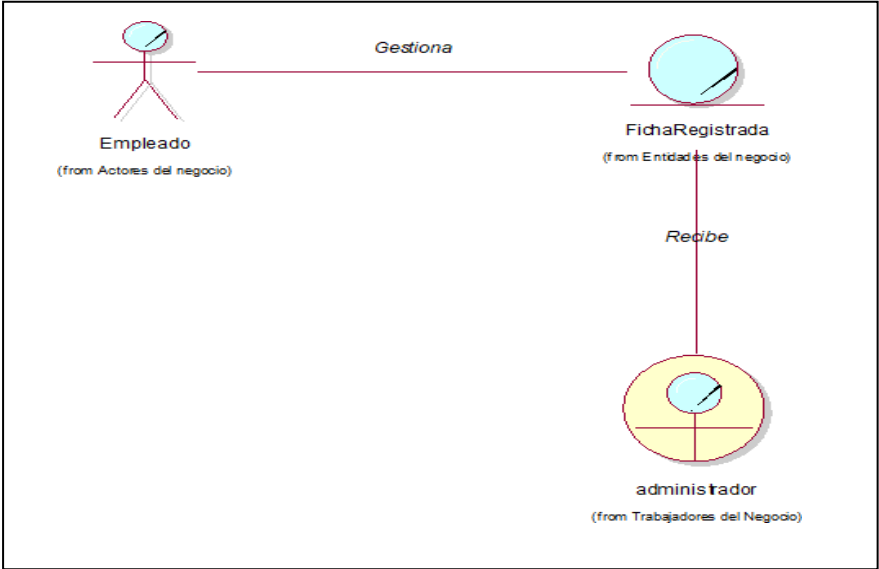 Gestiona
Empleado
(from Actores del negocio)
FichaRegistrada
(from Entidades del negocio)
Recibe
administrador
(from Trabajadores del Negocio)